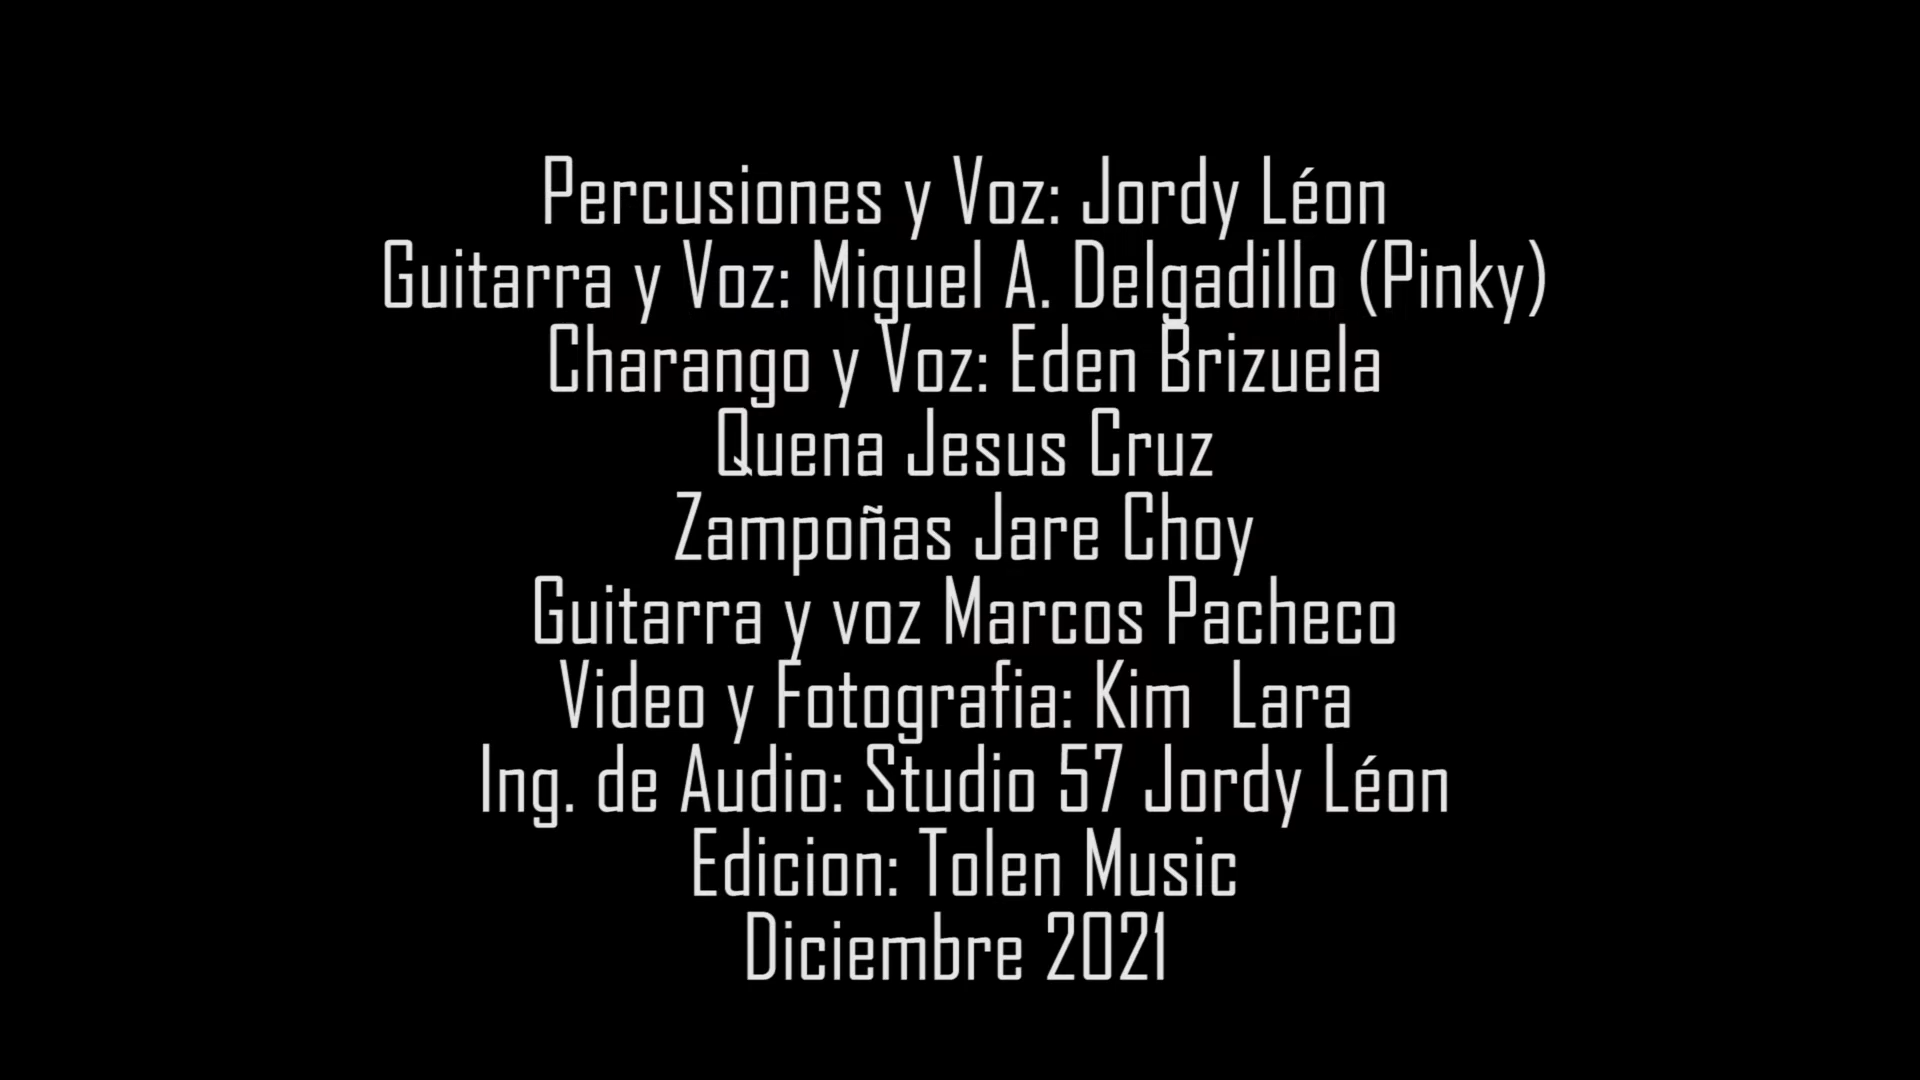 Percusiones y Voz: Jordy Léon
Guitarra y Voz: Miguel A. Delgadillo (Pinky)
Charango y Voz: Eden Brizuela
Quena Jesus Cruz
Zampoñas Jare Choy
Guitarra y voz Marcos Pacheco
Video y Fotografia: Kim  Lara
Ing. de Audio: Studio 57 Jordy Léon
Edicion: Tolen Music
Diciembre 2021